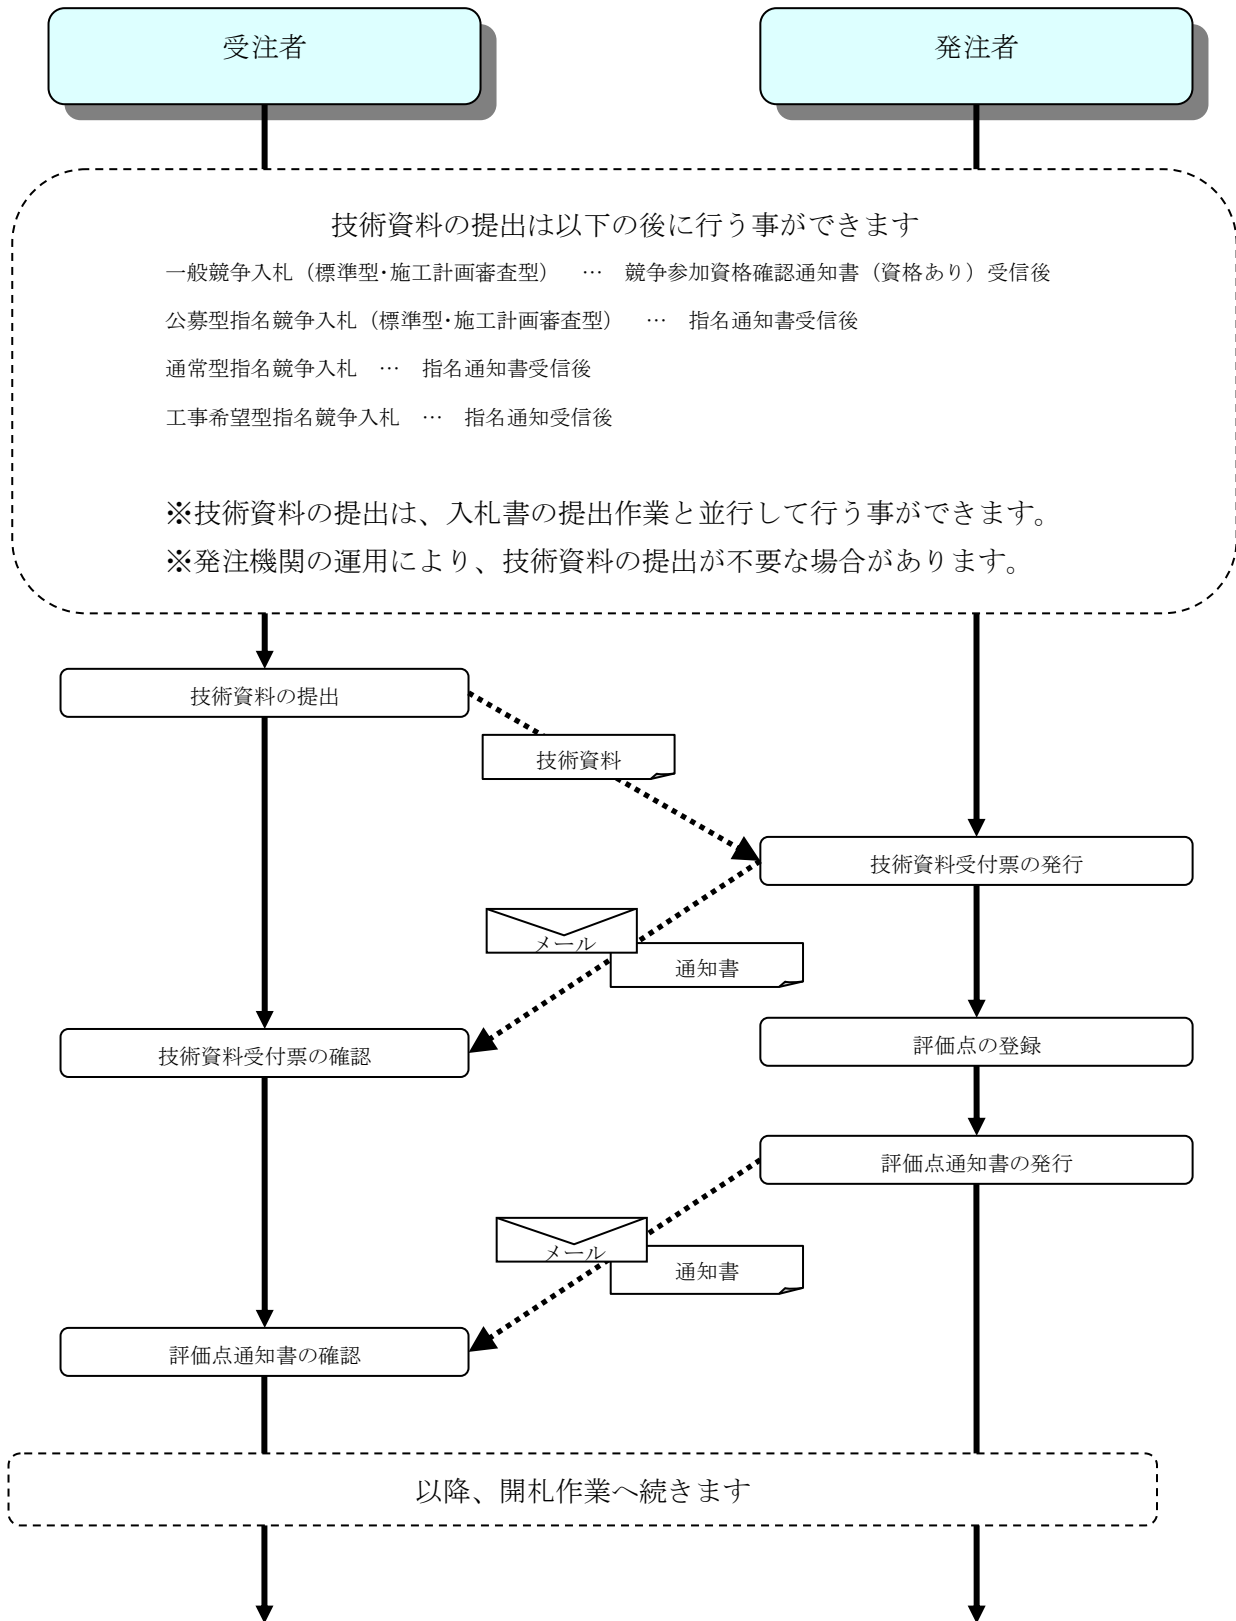 受注者
発注者
技術資料の提出は以下の後に行う事ができます
一般競争入札（標準型･施工計画審査型） … 競争参加資格確認通知書（資格あり）受信後
公募型指名競争入札（標準型･施工計画審査型） … 指名通知書受信後
通常型指名競争入札 … 指名通知書受信後
工事希望型指名競争入札 … 指名通知受信後
※技術資料の提出は、入札書の提出作業と並行して行う事ができます。
※発注機関の運用により、技術資料の提出が不要な場合があります。
技術資料の提出
技術資料
技術資料受付票の発行
メール
通知書
技術資料受付票の確認
評価点の登録
評価点通知書の発行
メール
通知書
評価点通知書の確認
以降、開札作業へ続きます